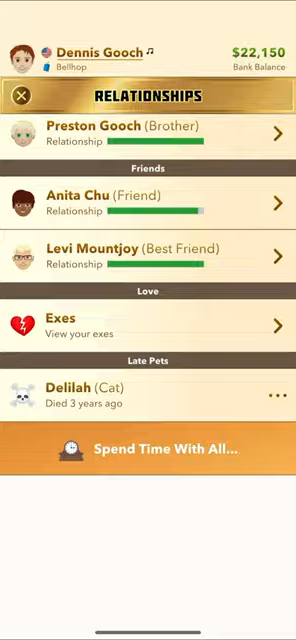 Dennis Gooch
$22,150
Bellhop
Bank Balance
RELATIONSHIPS
Preston Gooch (Brother)
Relationship
Friends
Anita Chu (Friend)
Relationship
Levi Mountjoy (Best Friend)
Relationship
Love
Exes
View your exes
Late Pets
Delilah (Cat)
Died 3 years ago
Spend Time With All...